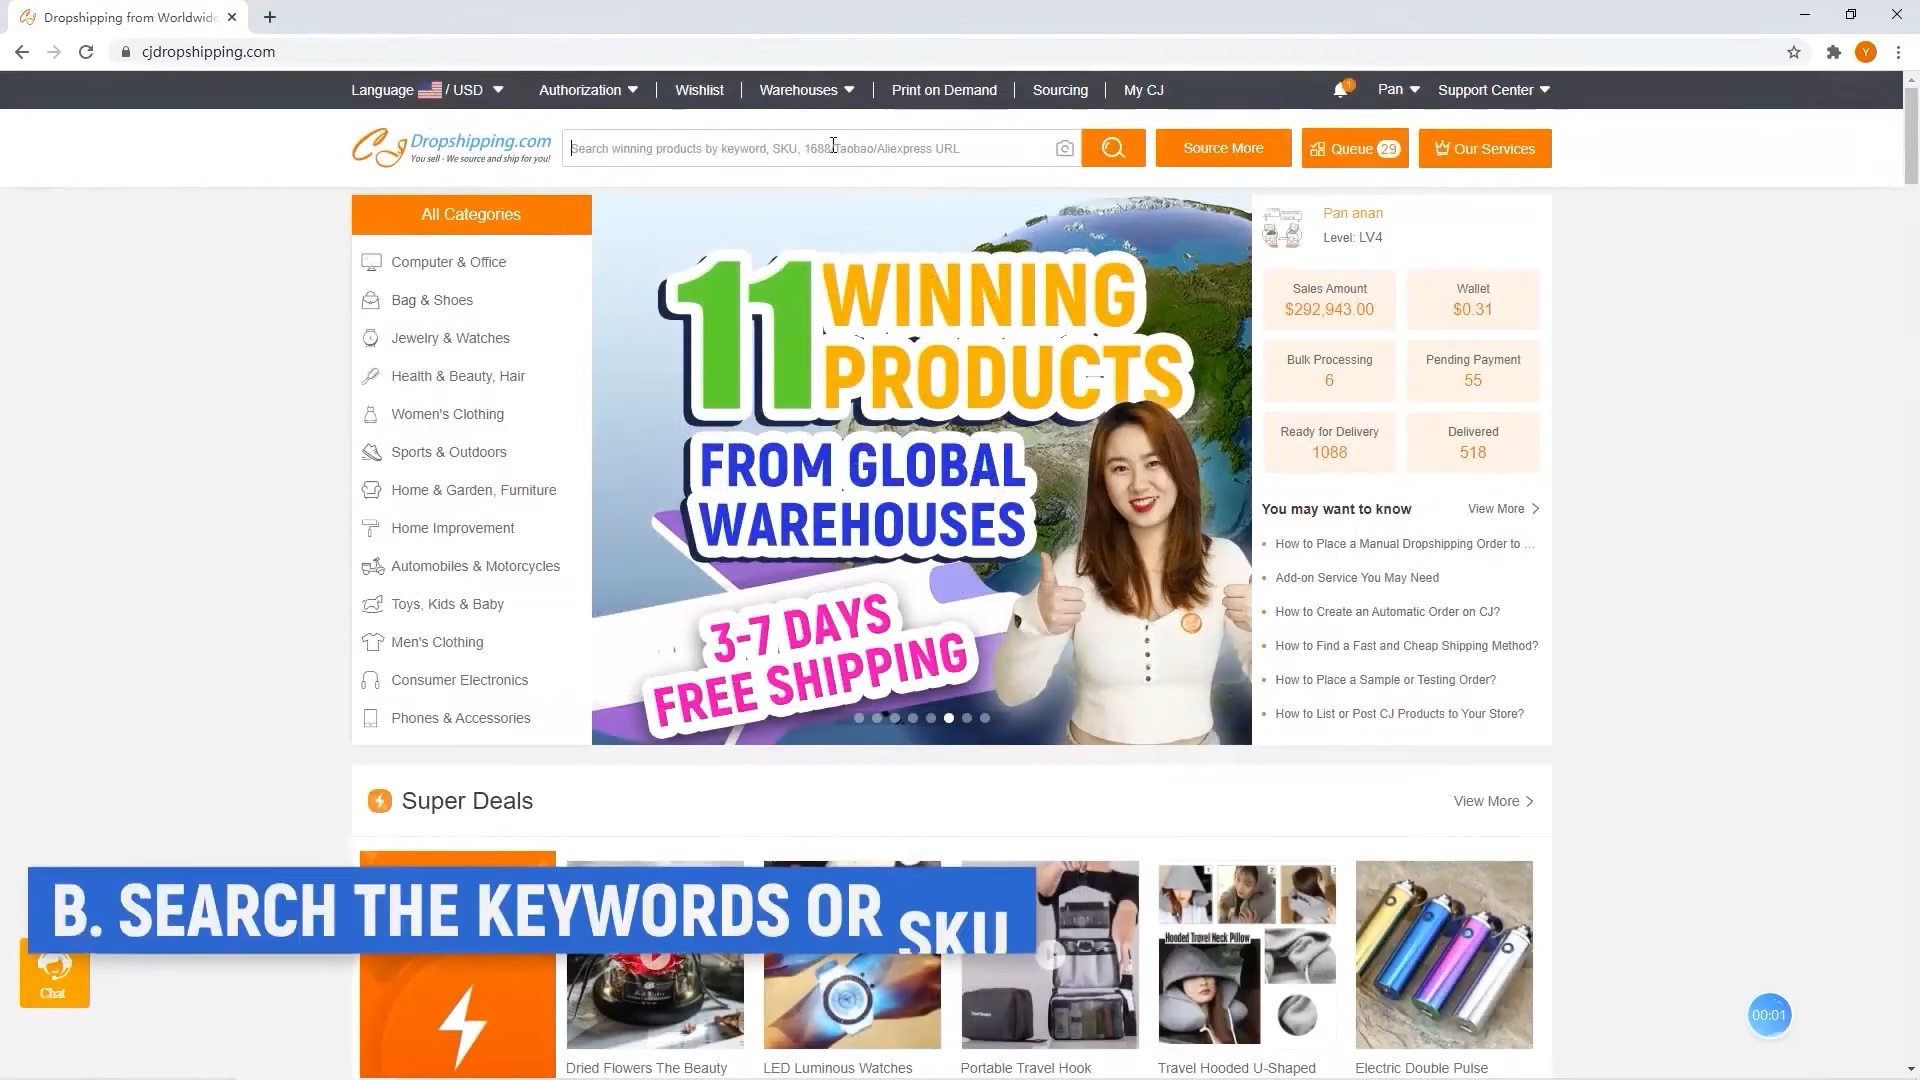 Dropshipping from Worldwide
cjdropshipping.com
Language / USD
Authorization
Wishlist
Warehouses
Print on Demand
Sourcing
My CJ
1
Pan
Support Center
Y
CJ Dropshipping.com
You sell - We source and ship for you!
Search winning products by keyword, SKU, 1688/Taobao/Aliexpress URL
Source More
Queue 29
Our Services
All Categories
Computer & Office
Bag & Shoes
Jewelry & Watches
Health & Beauty, Hair
Women's Clothing
Sports & Outdoors
Home & Garden, Furniture
Home Improvement
Automobiles & Motorcycles
Toys, Kids & Baby
Men's Clothing
Consumer Electronics
Phones & Accessories
11 WINNING
PRODUCTS
FROM GLOBAL
WAREHOUSES
3-7 DAYS
FREE SHIPPING
Pan anan
Level: LV4
Sales Amount
$292,943.00
Wallet
$0.31
Bulk Processing
6
Pending Payment
55
Ready for Delivery
1088
Delivered
518
You may want to know
View More
How to Place a Manual Dropshipping Order to ...
Add-on Service You May Need
How to Create an Automatic Order on CJ?
How to Find a Fast and Cheap Shipping Method?
How to Place a Sample or Testing Order?
How to List or Post CJ Products to Your Store?
Super Deals
View More
B. SEARCH THE KEYWORDS OR SKU
Hooded Travel Neck Pillow
Chat
00:01
Dried Flowers The Beauty
LED Luminous Watches
Portable Travel Hook
Travel Hooded U-Shaped
Electric Double Pulse